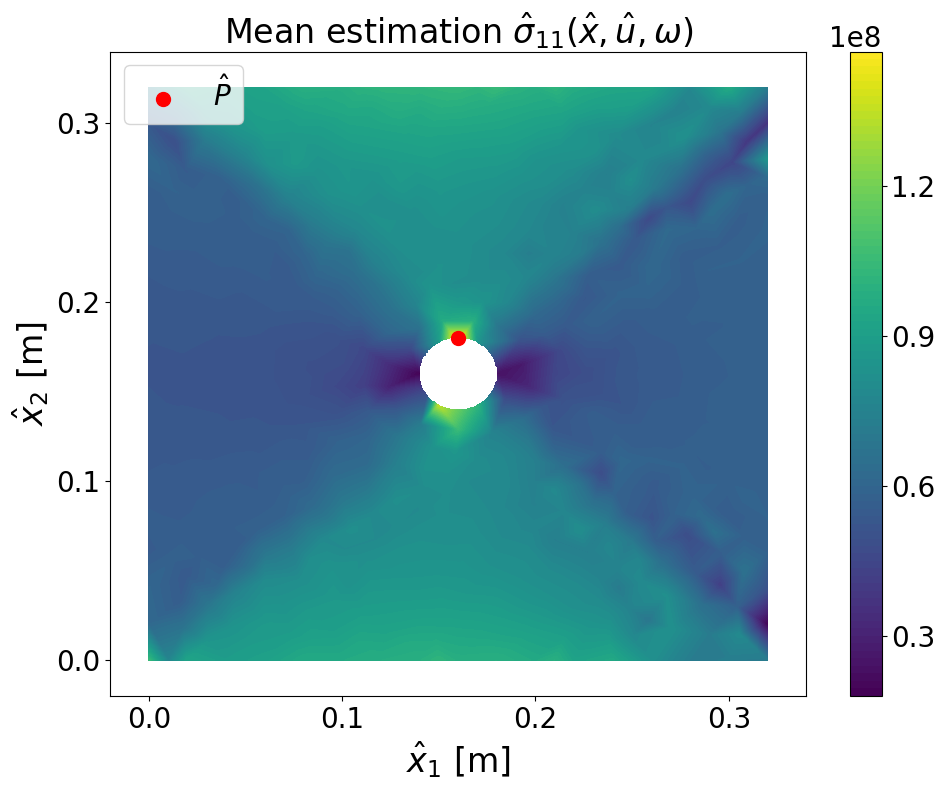 Mean estimation σ̂₁₁(x̂, û, ω)
1e8
P̂
0.3
0.2
0.1
0.0
x̂₂ [m]
0.0 0.1 0.2 0.3
x̂₁ [m]
1.2
0.9
0.6
0.3